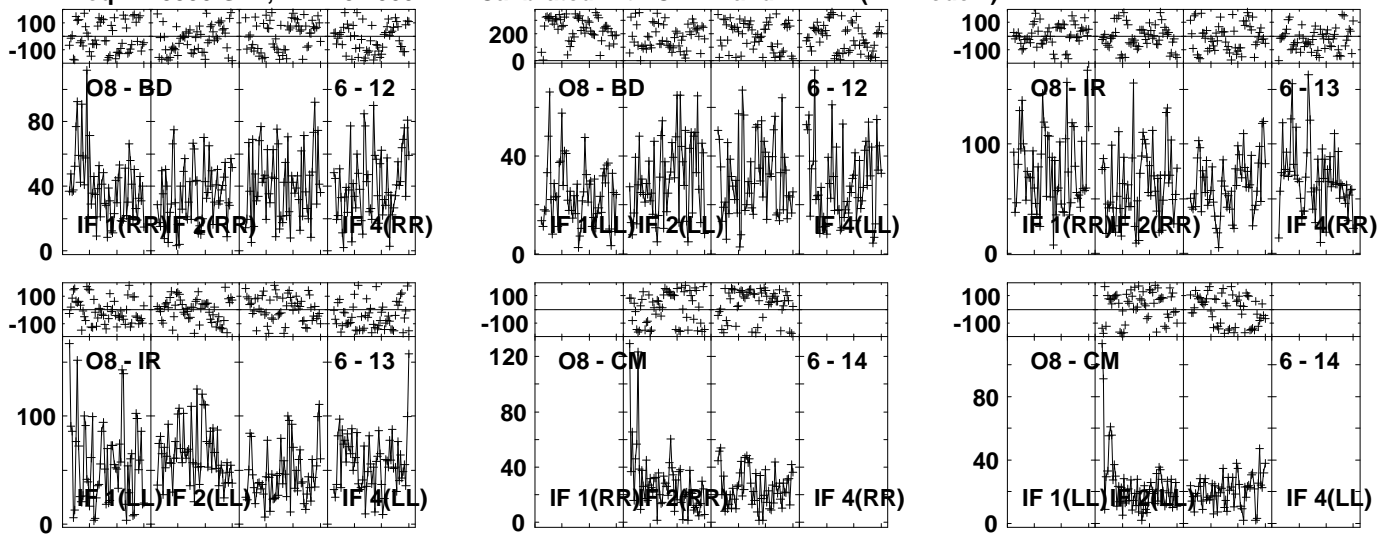 100
-100
O8 - BD
6 - 12
80
40
0
IF 1(RR)
IF 2(RR)
IF 4(RR)
200
0
O8 - BD
6 - 12
40
0
IF 1(LL)
IF 2(LL)
IF 4(LL)
100
-100
O8 - IR
6 - 13
100
0
IF 1(RR)
IF 2(RR)
IF 4(RR)
100
-100
O8 - IR
6 - 13
100
0
IF 1(LL)
IF 2(LL)
IF 4(LL)
100
-100
O8 - CM
6 - 14
120
80
40
0
IF 1(RR)
IF 2(RR)
IF 4(RR)
100
-100
O8 - CM
6 - 14
80
40
0
IF 1(LL)
IF 2(LL)
IF 4(LL)